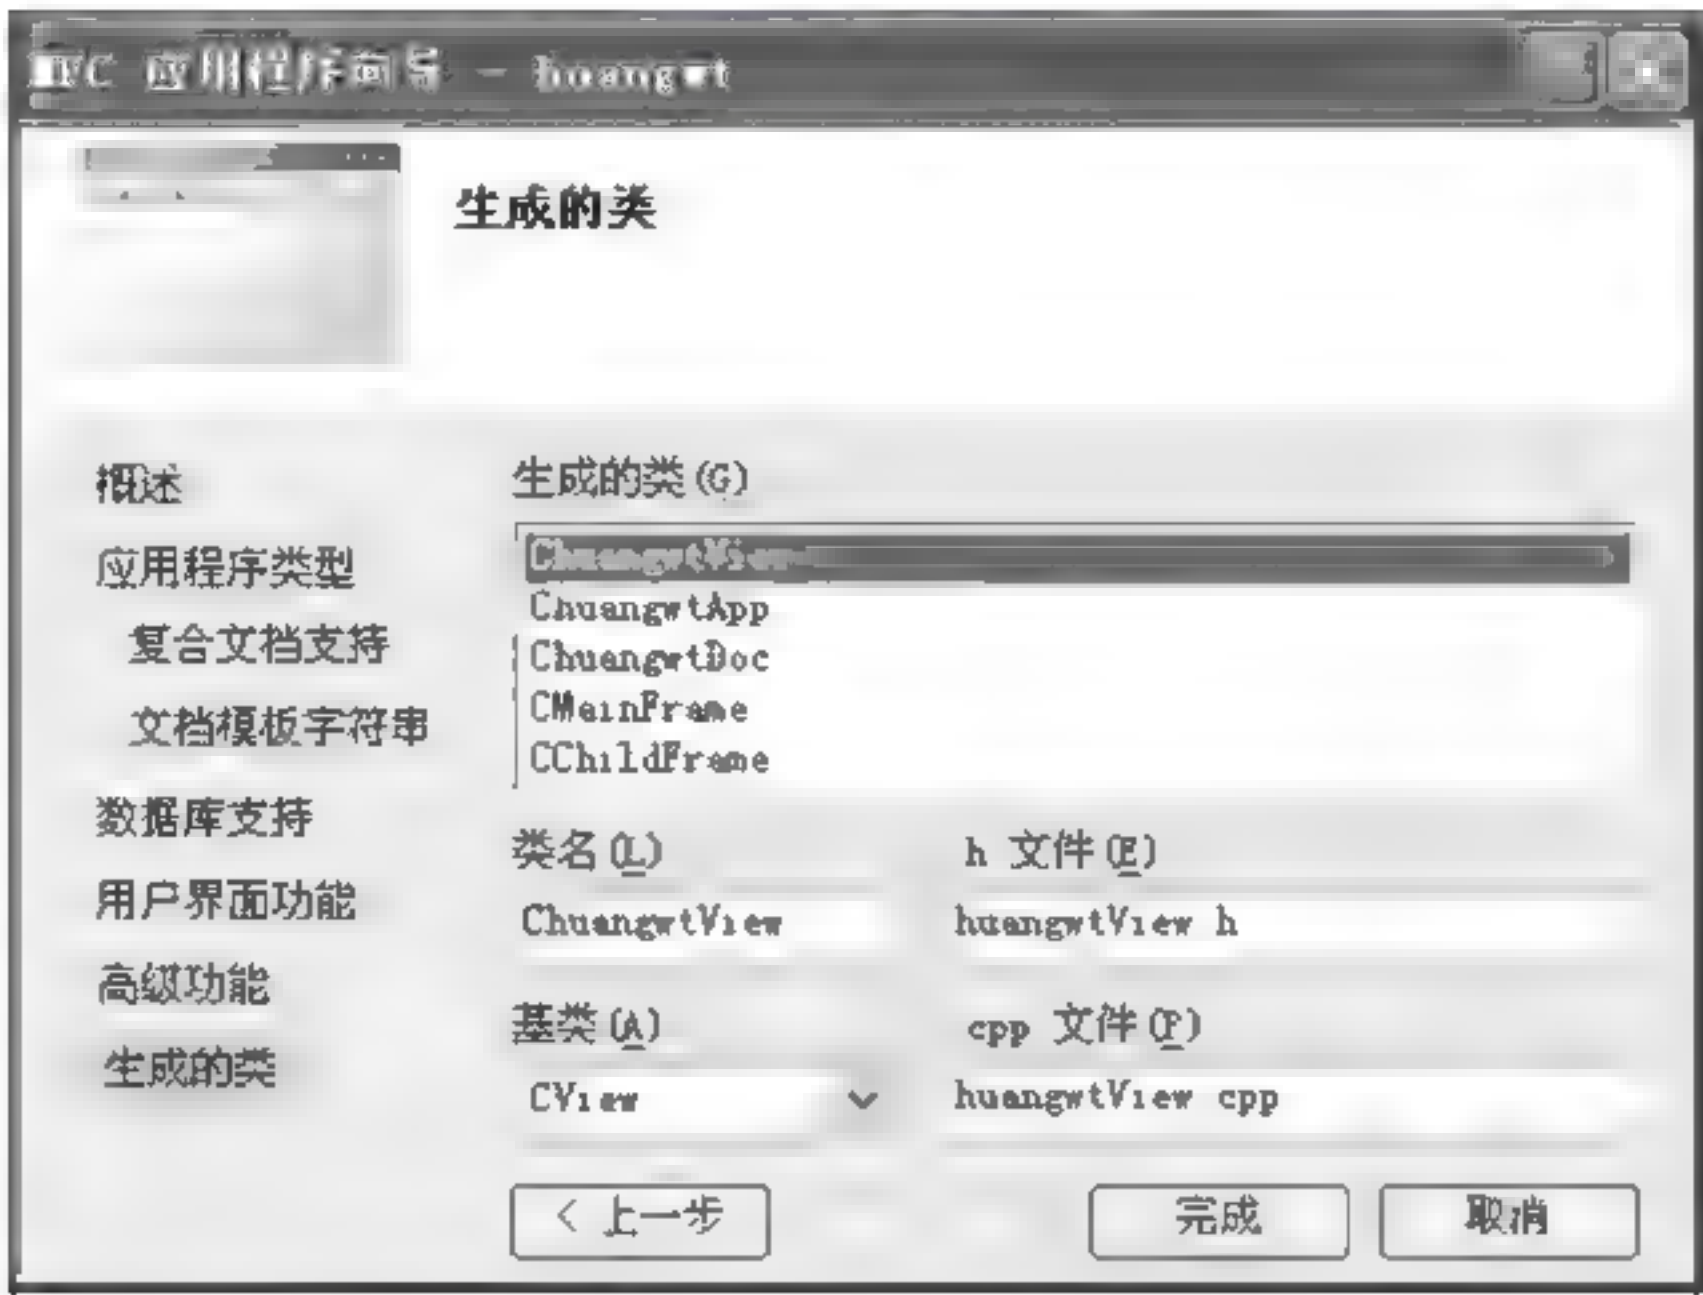 MFC 应用程序向导 - huangwt
生成的类
概述
应用程序类型
复合文档支持
文档模板字符串
数据库支持
用户界面功能
高级功能
生成的类
生成的类(G)
ChuangwtView
ChuangwtApp
ChuangwtDoc
CMainFrame
CChildFrame
类名(L)
h 文件(E)
ChuangwtView
huangwtView h
基类(A)
cpp 文件(P)
CView
huangwtView cpp
< 上一步
完成
取消